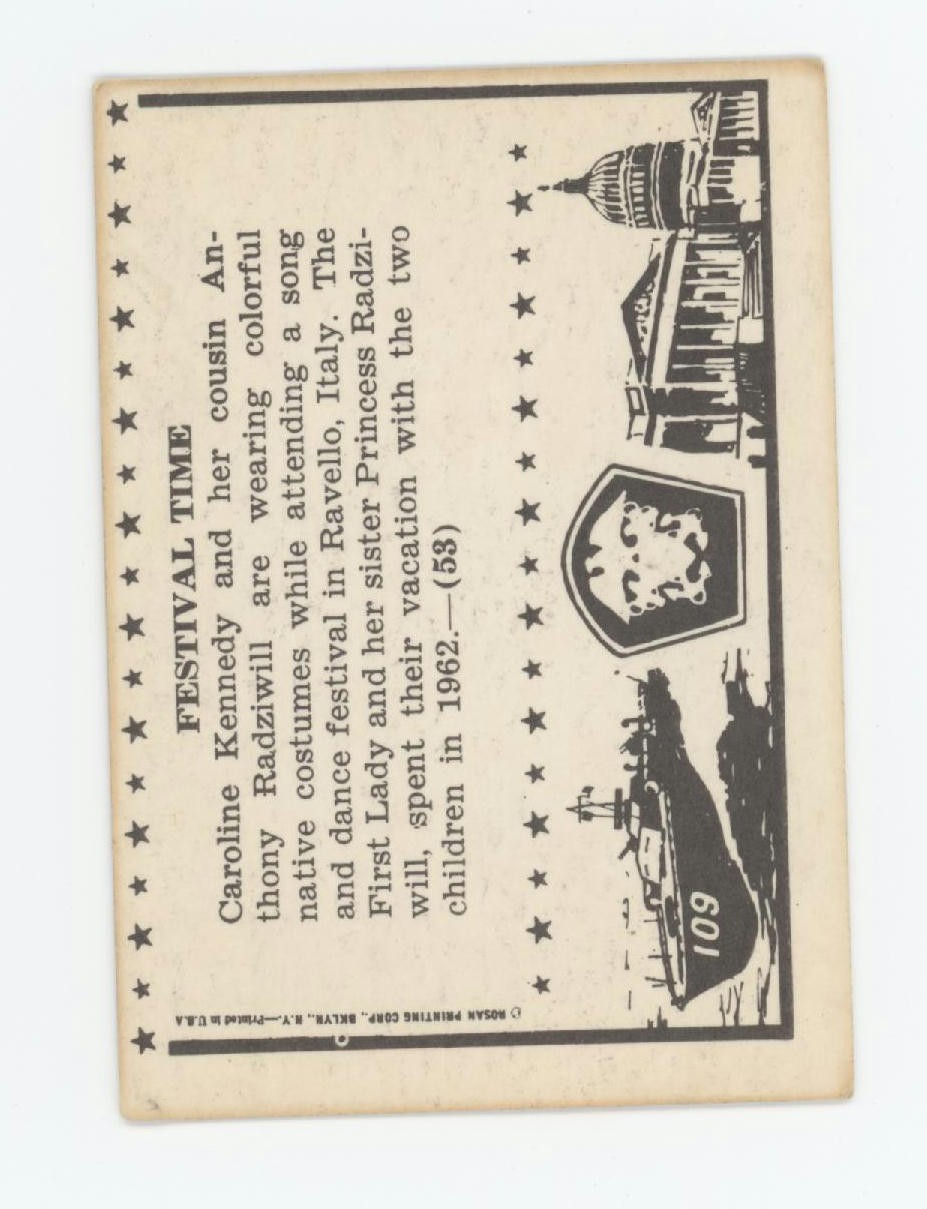 FESTIVAL TIME
Caroline Kennedy and her cousin An-
thony Radziwill are wearing colorful
native costumes while attending a song
and dance festival in Ravello, Italy. The
First Lady and her sister Princess Radzi-
will, spent their vacation with the two
children in 1962.—(53)
109
© ROSAN PRINTING CORP., BKLYN., N.Y.—Printed in U.S.A